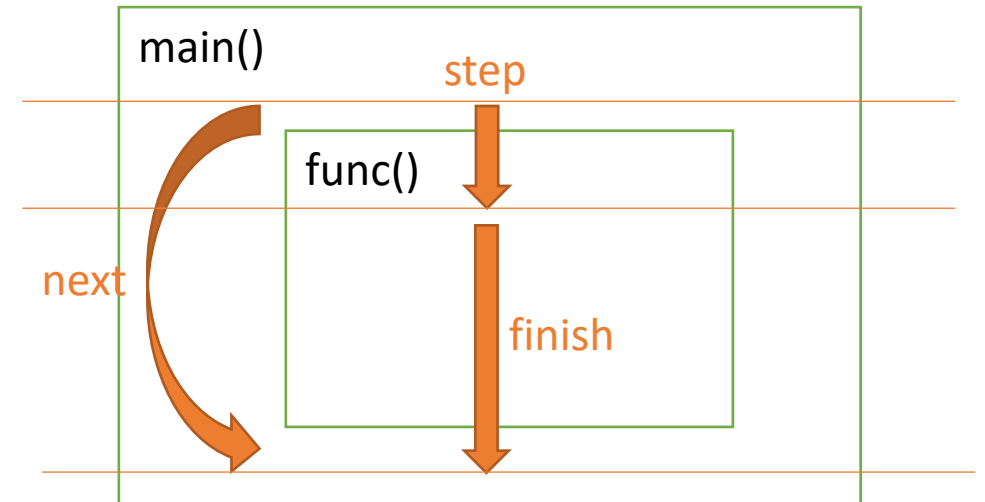 main()
step
func()
next
finish